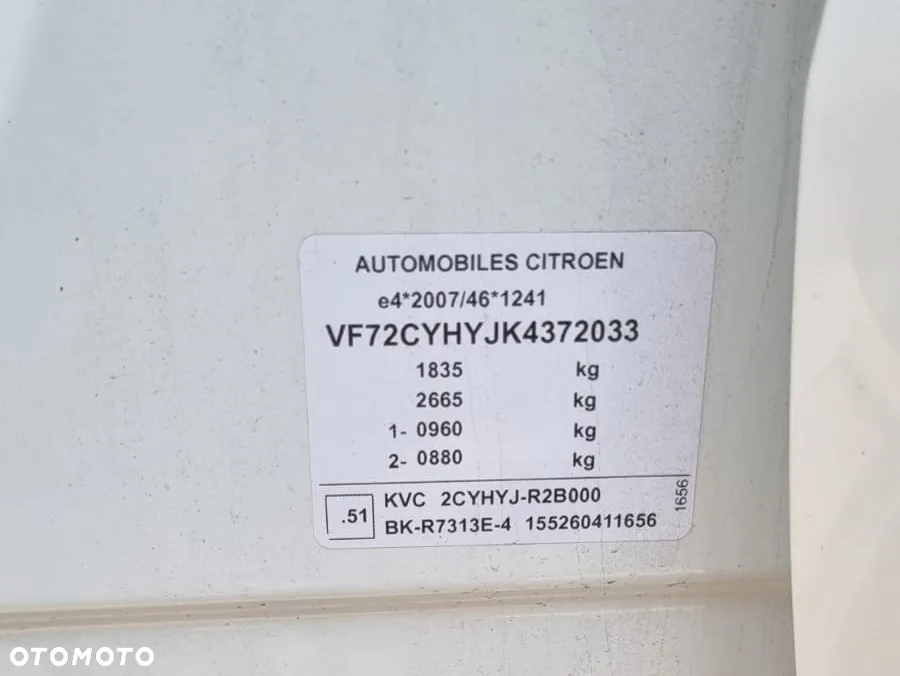 AUTOMOBILES CITROEN
e4*2007/46*1241
VF72CYHYJK4372033
1835 kg
2665 kg
1- 0960 kg
2- 0880 kg
.51
KVC 2CYHYJ-R2B000
BK-R7313E-4 155260411656
1656
OTOMOTO